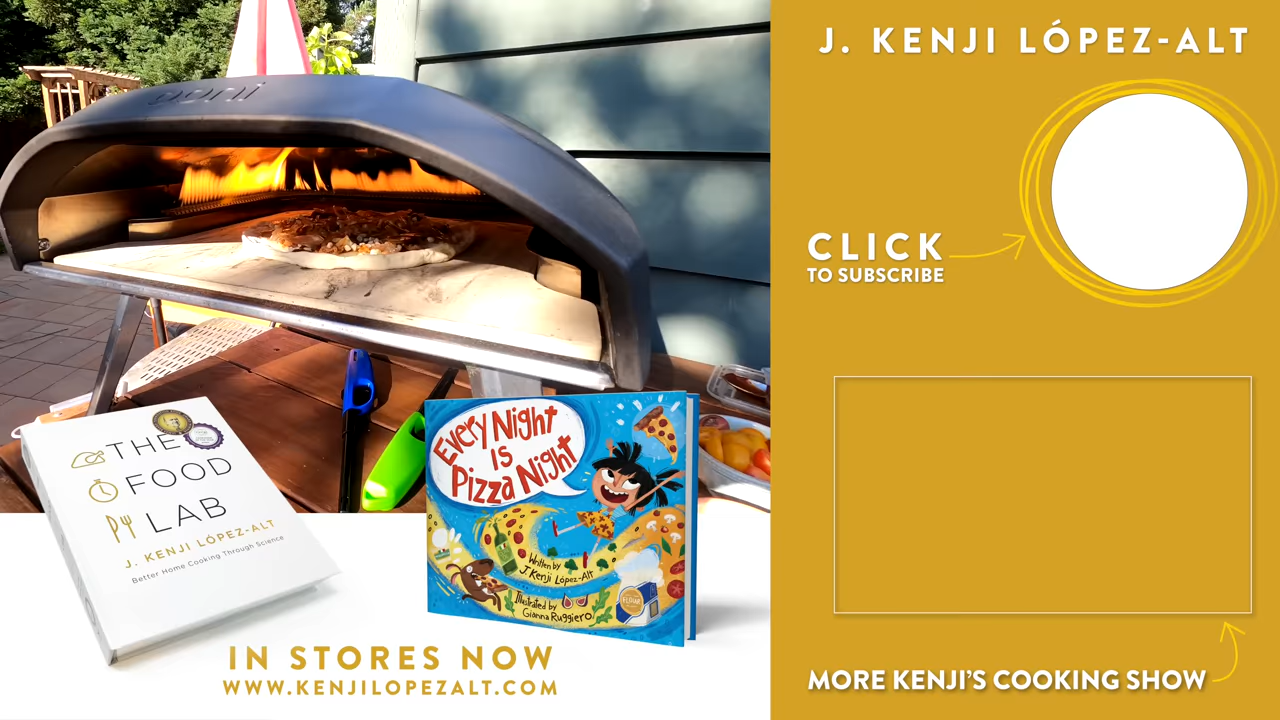 ooni
THE
FOOD
LAB
J. KENJI LÓPEZ-ALT
Better Home Cooking Through Science
Every Night
is
Pizza Night
Written by
J. Kenji López-Alt
Illustrated by
Gianna Ruggiero
FLOUR
IN STORES NOW
WWW.KENJILOPEZALT.COM
J. KENJI LÓPEZ-ALT
CLICK
TO SUBSCRIBE
MORE KENJI'S COOKING SHOW